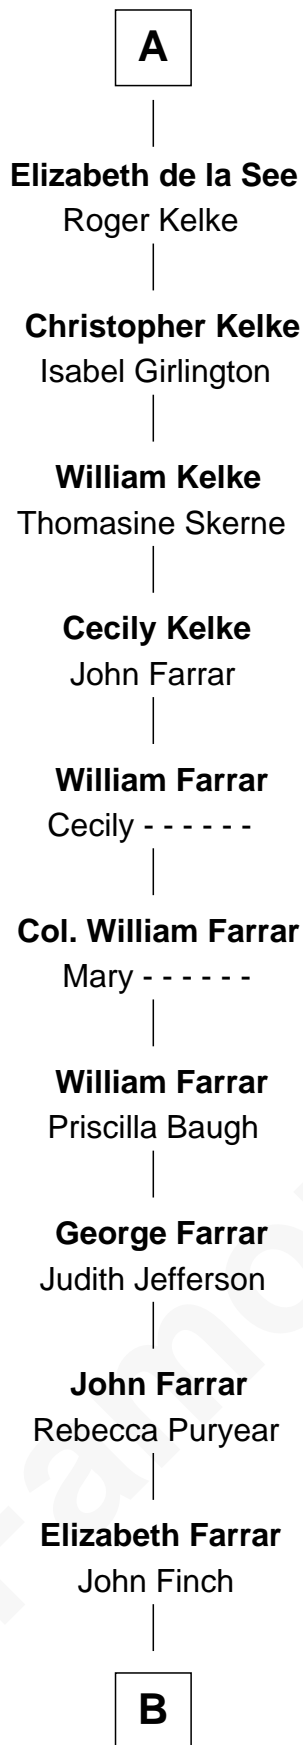 A
Elizabeth de la See
Roger Kelke
Christopher Kelke
Isabel Girlington
William Kelke
Thomasine Skerne
Cecily Kelke
John Farrar
William Farrar
Cecily - - - - - -
Col. William Farrar
Mary - - - - - -
William Farrar
Priscilla Baugh
George Farrar
Judith Jefferson
John Farrar
Rebecca Puryear
Elizabeth Farrar
John Finch
B